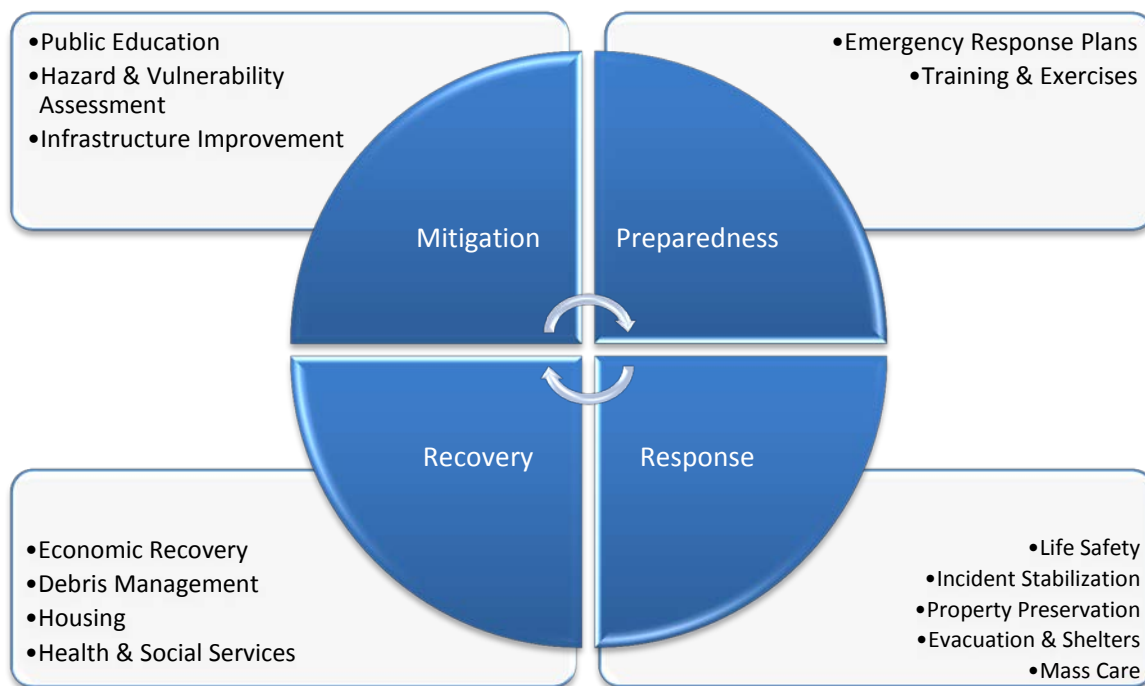 •Public Education
•Hazard & Vulnerability
Assessment
•Infrastructure Improvement
•Emergency Response Plans
•Training & Exercises
Mitigation
Preparedness
Recovery
Response
•Economic Recovery
•Debris Management
•Housing
•Health & Social Services
•Life Safety
•Incident Stabilization
•Property Preservation
•Evacuation & Shelters
•Mass Care